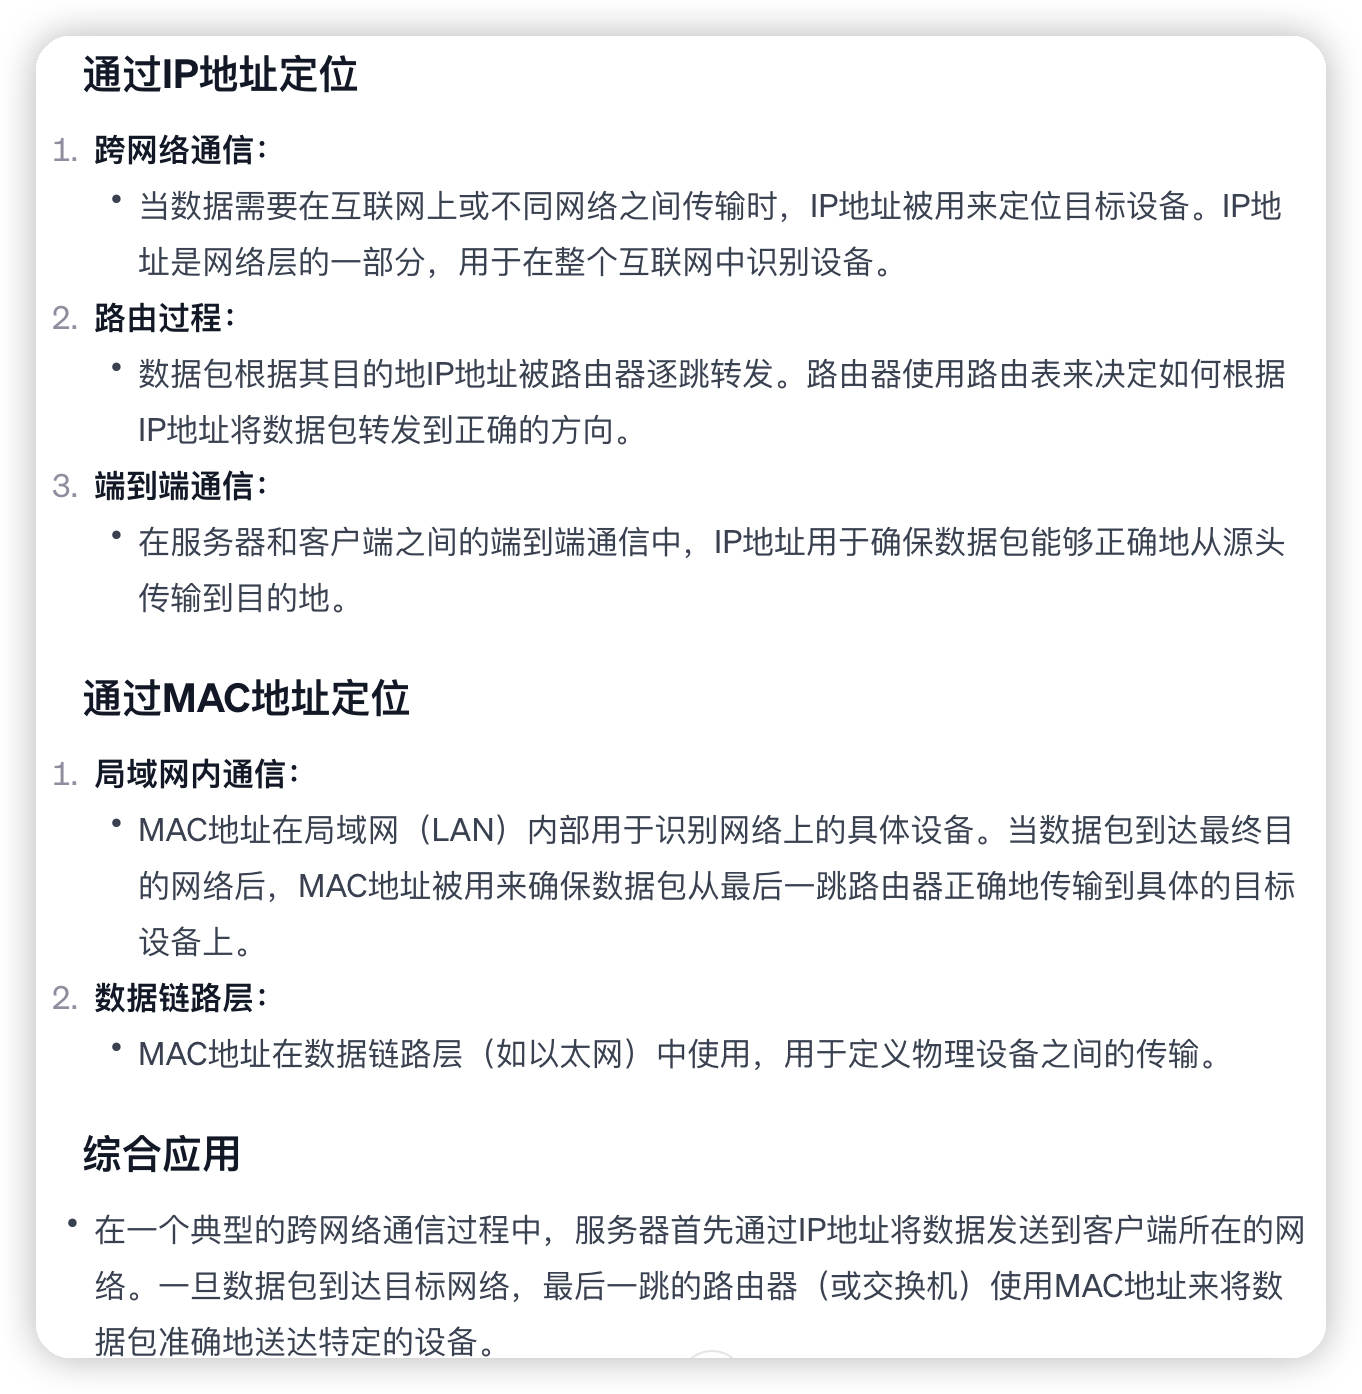 通过IP地址定位
1. 跨网络通信：
• 当数据需要在互联网上或不同网络之间传输时，IP地址被用来定位目标设备。IP地
址是网络层的一部分，用于在整个互联网中识别设备。
2. 路由过程：
• 数据包根据其目的地IP地址被路由器逐跳转发。路由器使用路由表来决定如何根据
IP地址将数据包转发到正确的方向。
3. 端到端通信：
• 在服务器和客户端之间的端到端通信中，IP地址用于确保数据包能够正确地从源头
传输到目的地。
通过MAC地址定位
1. 局域网内通信：
• MAC地址在局域网（LAN）内部用于识别网络上的具体设备。当数据包到达最终目
的网络后，MAC地址被用来确保数据包从最后一跳路由器正确地传输到具体的目标
设备上。
2. 数据链路层：
• MAC地址在数据链路层（如以太网）中使用，用于定义物理设备之间的传输。
综合应用
• 在一个典型的跨网络通信过程中，服务器首先通过IP地址将数据发送到客户端所在的网
络。一旦数据包到达目标网络，最后一跳的路由器（或交换机）使用MAC地址来将数
据包准确地送达特定的设备。